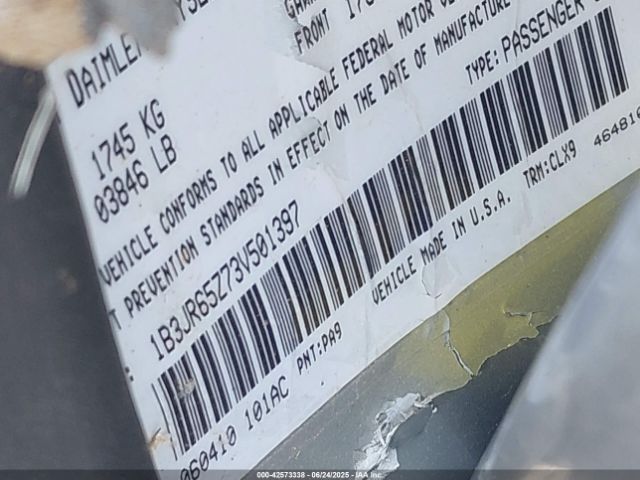 DAIMLER
FRONT
1745 KG
03846 LB
VEHICLE CONFORMS TO ALL APPLICABLE FEDERAL MOTOR
T PREVENTION STANDARDS IN EFFECT ON THE DATE OF MANUFACTURE
1B3JR65Z73V501397
TYPE: PASSENGER
060410 101AC
PNT:PA9
VEHICLE MADE IN U.S.A.
TRM:CLX9
464816
000-42573338 - 06/24/2025 - IAA Inc.